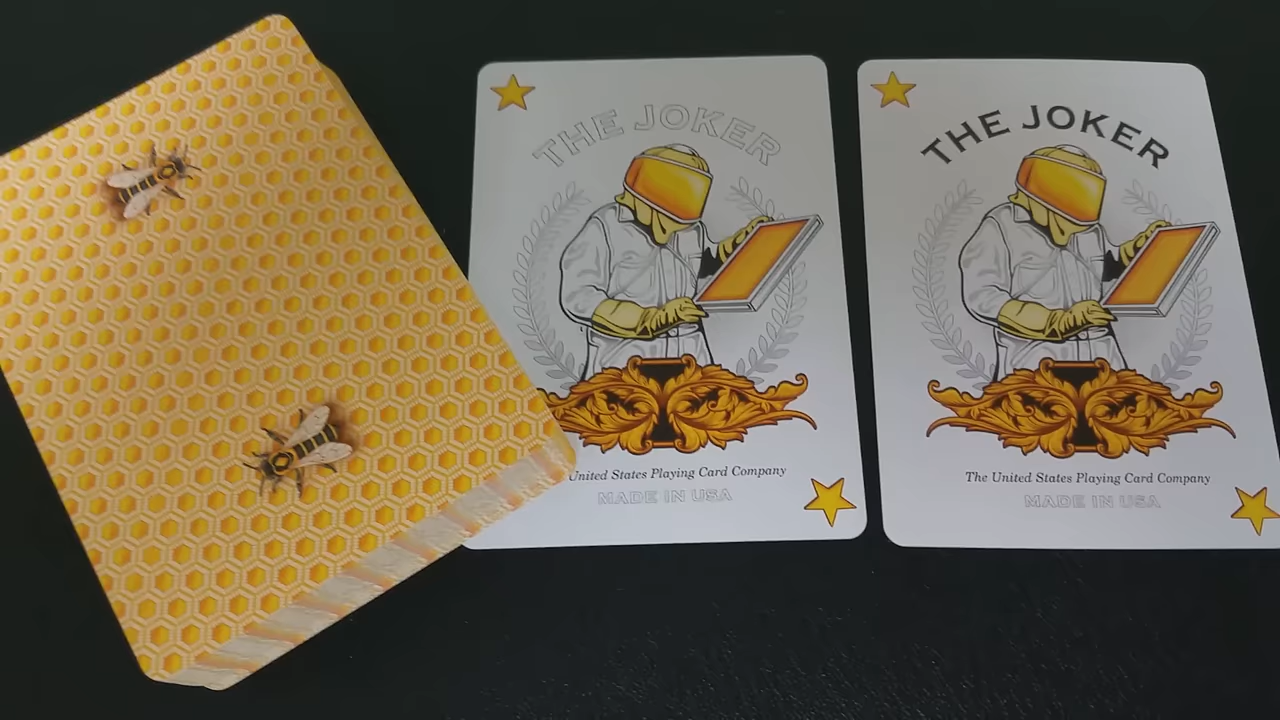 THE JOKER
United States Playing Card Company
MADE IN USA
THE JOKER
The United States Playing Card Company
MADE IN USA